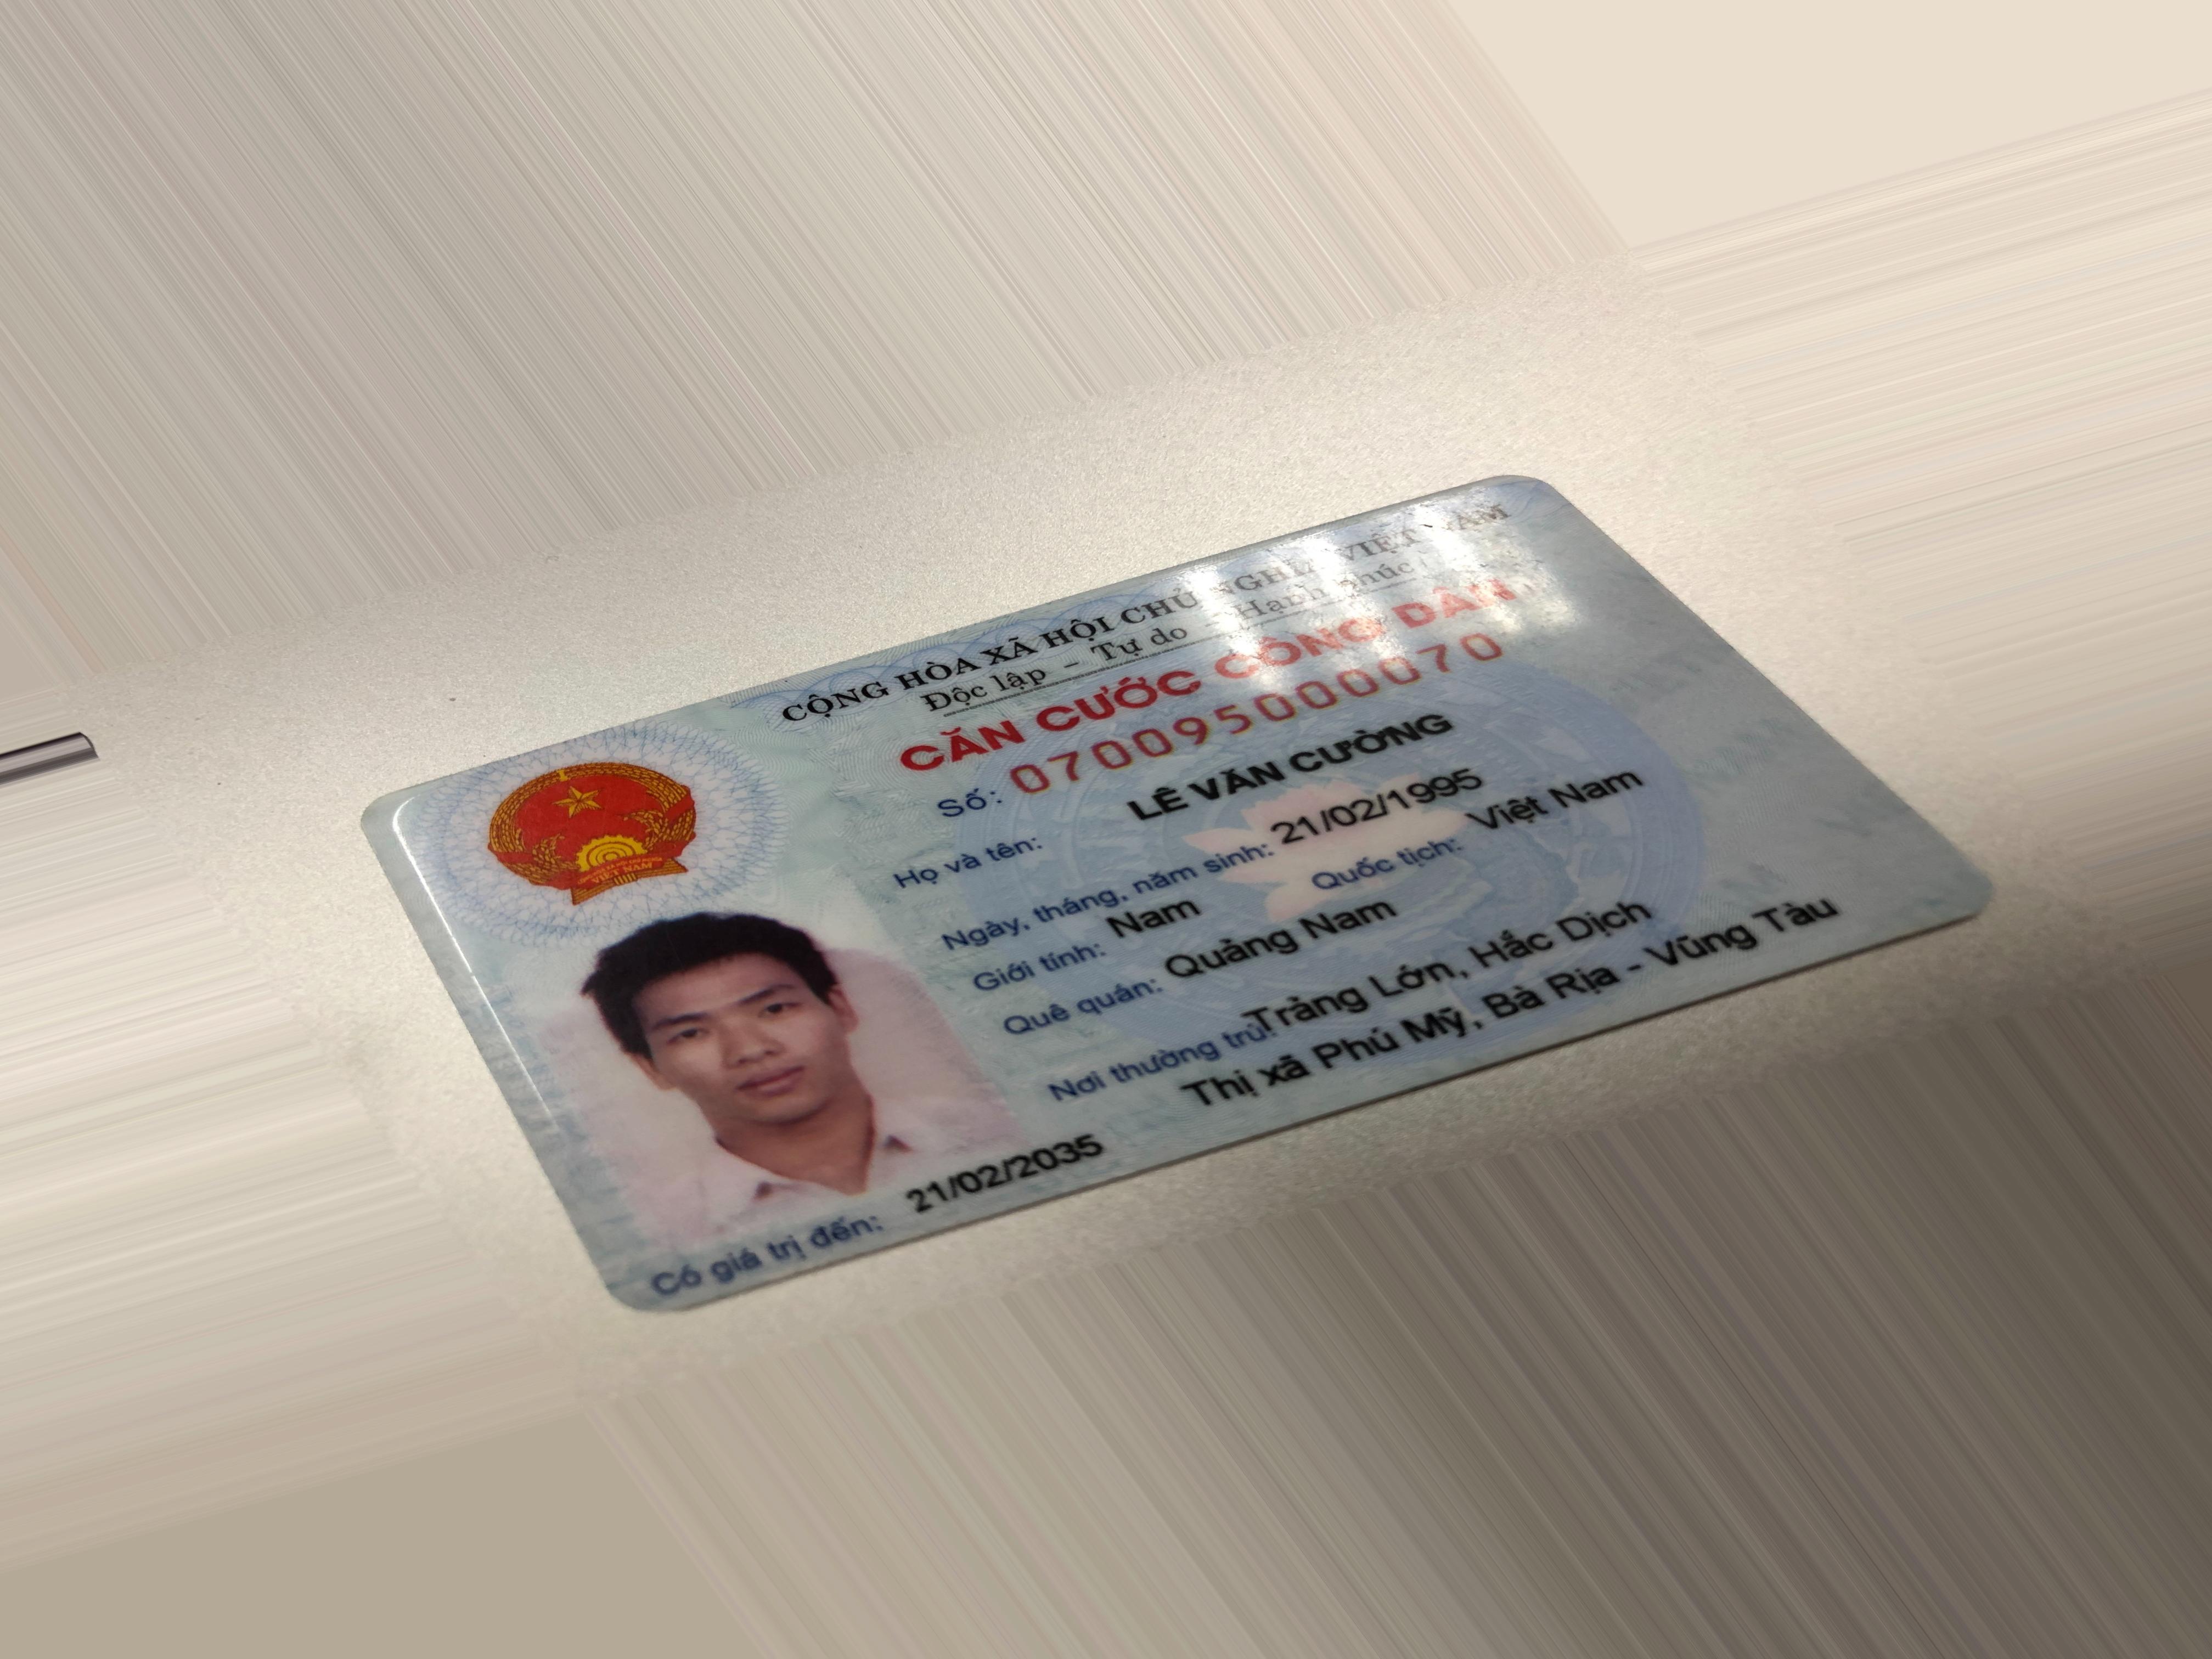 CỘNG HÒA XÃ HỘI CHỦ NGHĨA VIỆT NAM
Độc lập - Tự do - Hạnh phúc
CĂN CƯỚC CÔNG DÂN
Số: 070095000070
Họ và tên: LÊ VĂN CƯỜNG
Ngày, tháng, năm sinh: 21/02/1995
Giới tính: Nam Quốc tịch: Việt Nam
Quê quán: Quảng Nam
Nơi thường trú: Trảng Lớn, Hắc Dịch
Thị xã Phú Mỹ, Bà Rịa - Vũng Tàu
Có giá trị đến: 21/02/2035
VIỆT NAM